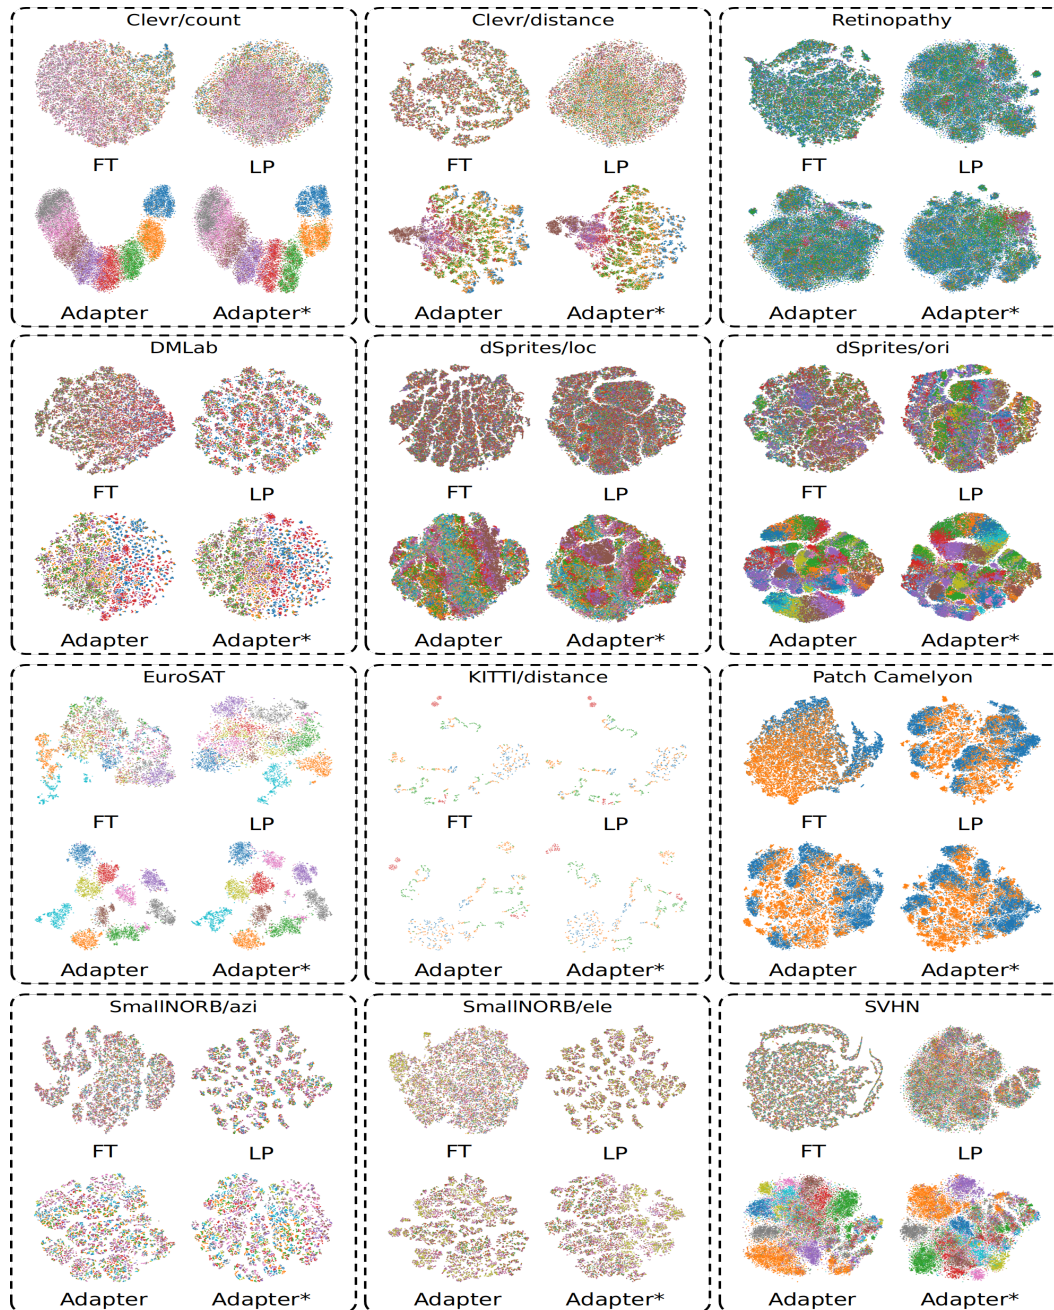 Clevr/count Clevr/distance Retinopathy
FT LP FT LP FT LP
Adapter Adapter* Adapter Adapter* Adapter Adapter*
DMLab dSprites/loc dSprites/ori
FT LP FT LP FT LP
Adapter Adapter* Adapter Adapter* Adapter Adapter*
EuroSAT KITTI/distance Patch Camelyon
FT LP FT LP FT LP
Adapter Adapter* Adapter Adapter* Adapter Adapter*
SmallNORB/azi SmallNORB/ele SVHN
FT LP FT LP FT LP
Adapter Adapter* Adapter Adapter* Adapter Adapter*